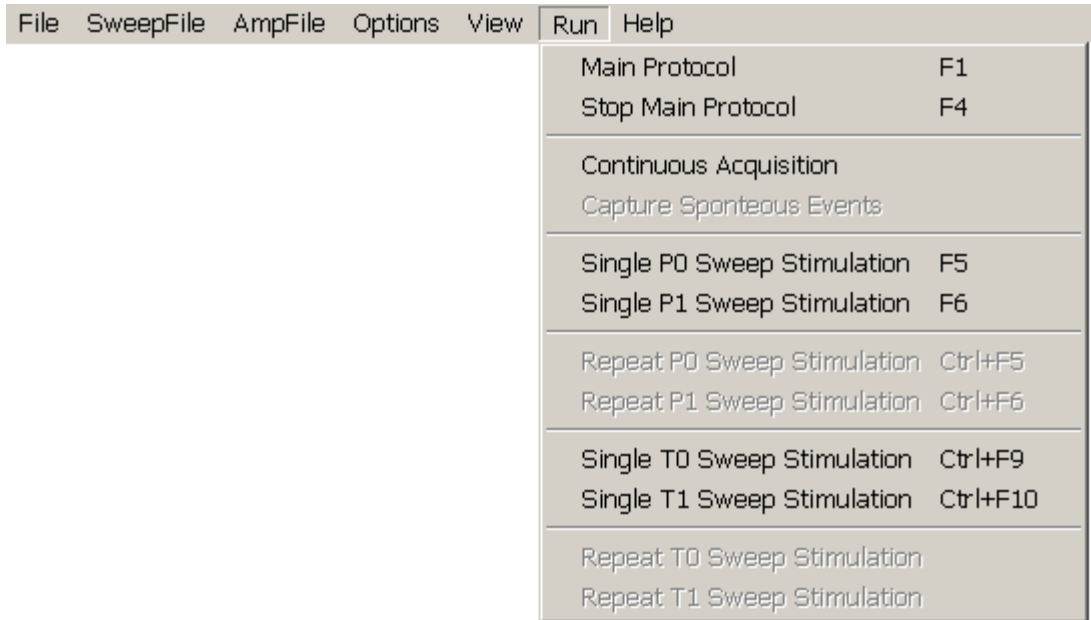 File SweepFile AmpFile Options View Run Help
Main Protocol F1
Stop Main Protocol F4
Continuous Acquisition
Capture Sponteous Events
Single P0 Sweep Stimulation F5
Single P1 Sweep Stimulation F6
Repeat P0 Sweep Stimulation Ctrl+F5
Repeat P1 Sweep Stimulation Ctrl+F6
Single T0 Sweep Stimulation Ctrl+F9
Single T1 Sweep Stimulation Ctrl+F10
Repeat T0 Sweep Stimulation
Repeat T1 Sweep Stimulation